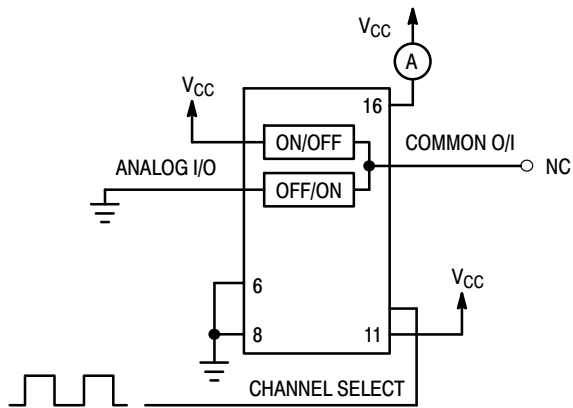 VCC
A
16
VCC
ON/OFF
COMMON O/I
NC
ANALOG I/O
OFF/ON
VCC
6
8
11
CHANNEL SELECT